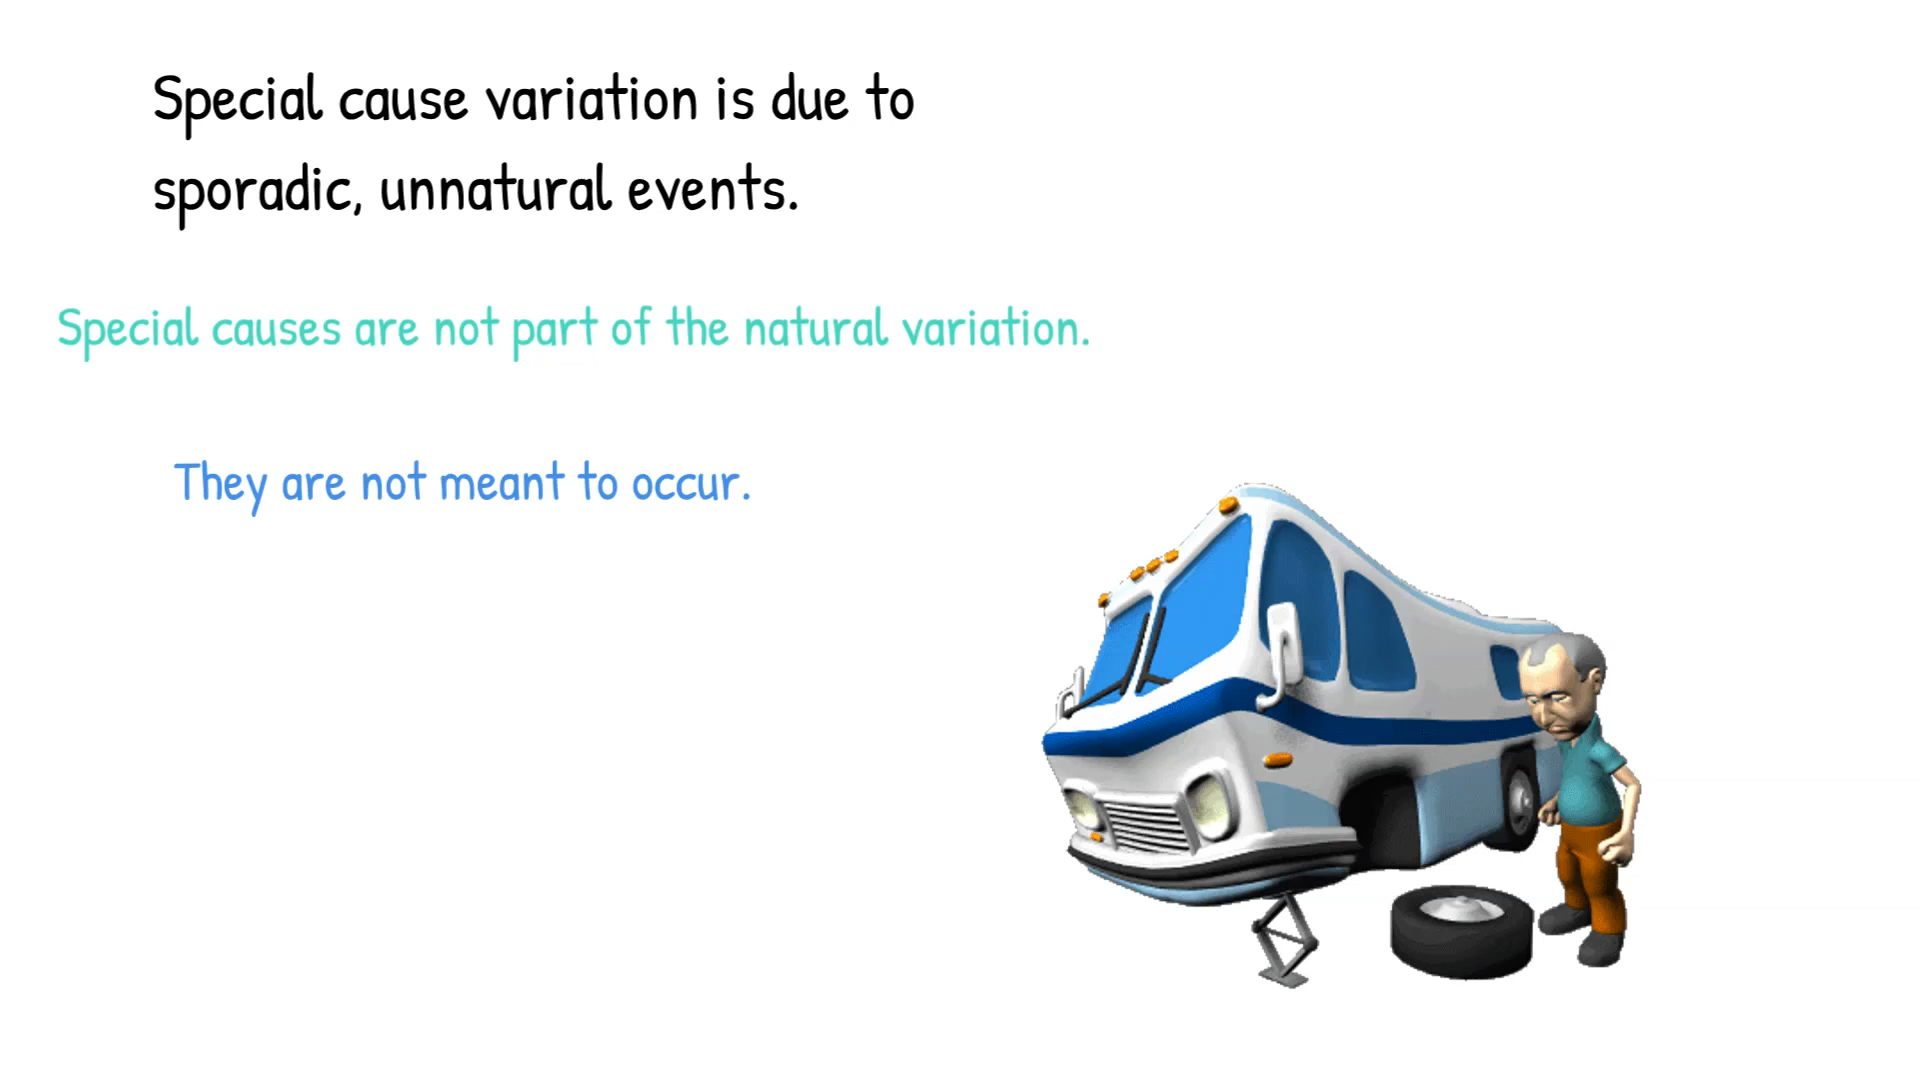 Special cause variation is due to
sporadic, unnatural events.
Special causes are not part of the natural variation.
They are not meant to occur.